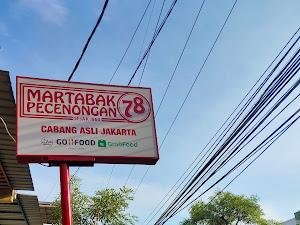 MARTABAK
PECENONGAN 78
CABANG ASLI JAKARTA
GOFOOD GrabFood